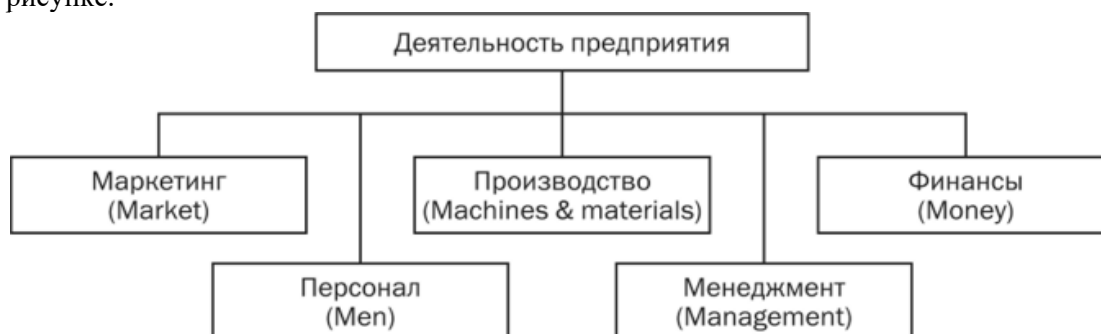 рисунке.
Деятельность предприятия
Маркетинг
(Market)
Производство
(Machines & materials)
Финансы
(Money)
Персонал
(Men)
Менеджмент
(Management)